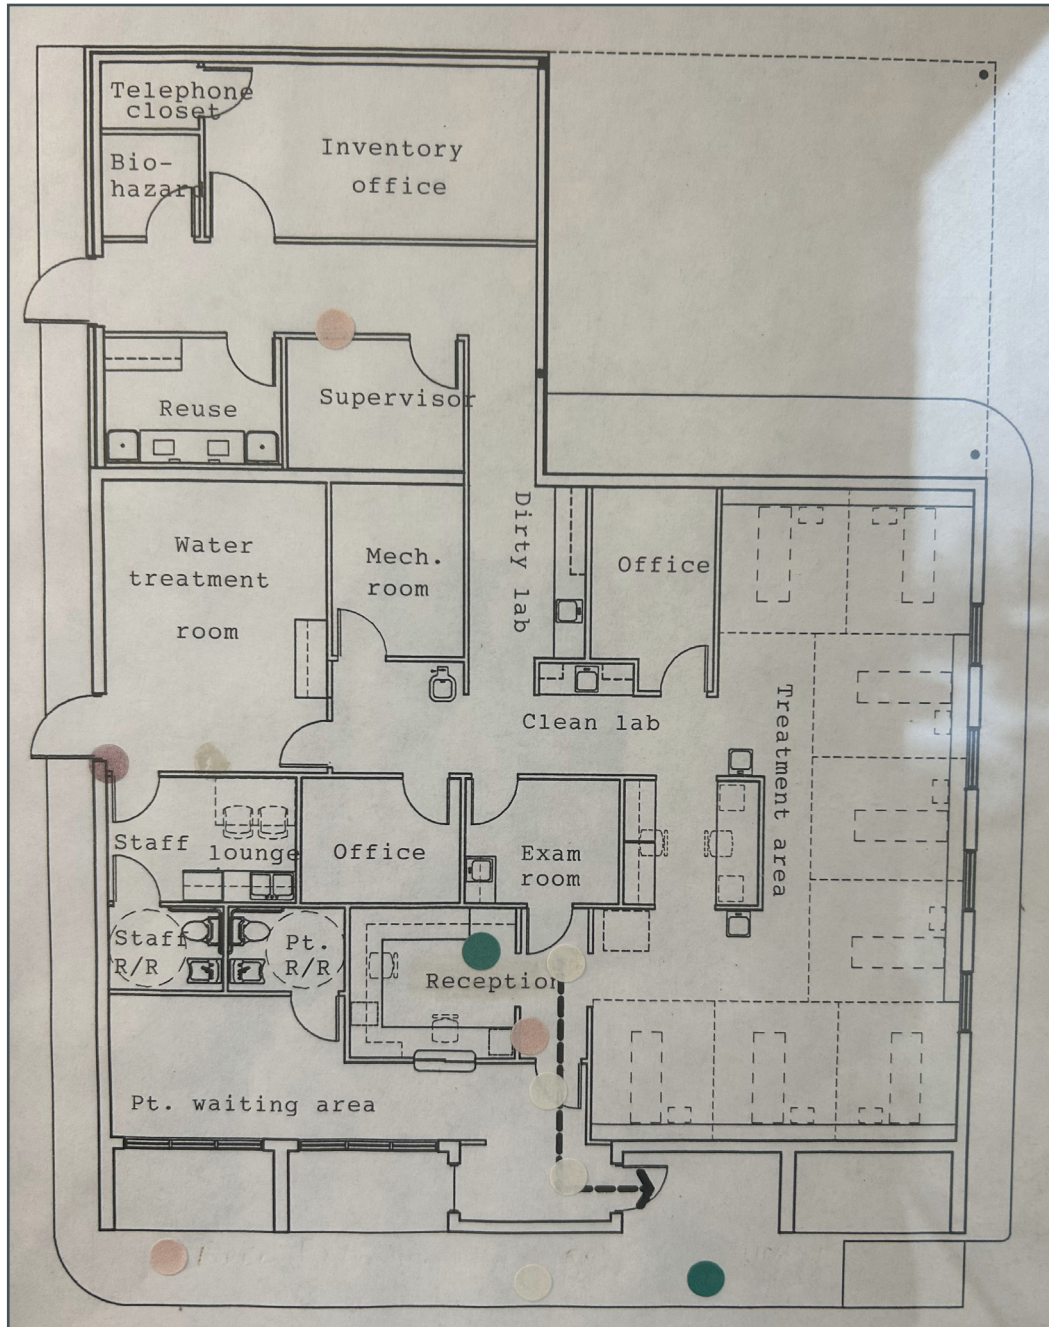 Telephone
closet
Bio-
hazard
Inventory
office
Reuse
Supervisor
Water
treatment
room
Mech.
room
Dirty lab
Office
Clean lab
Treatment area
Staff
lounge
Office
Exam
room
Staff
R/R
Pt.
R/R
Reception
Pt. waiting area